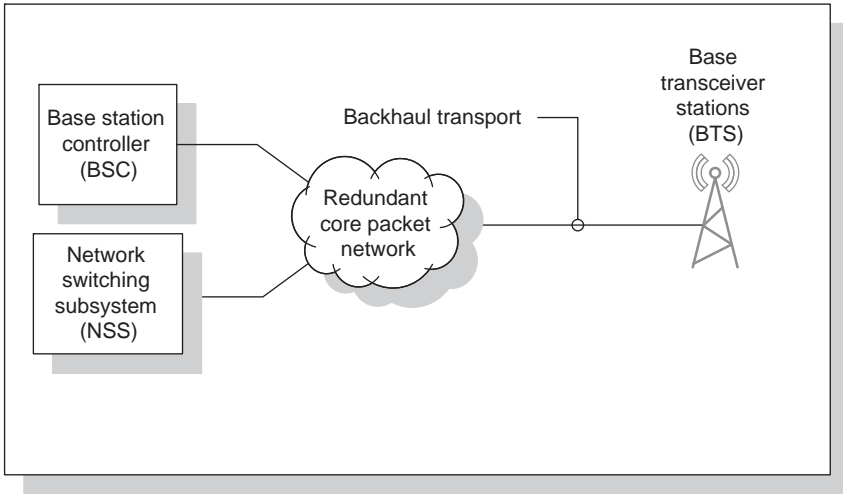 Base station
controller
(BSC)
Network
switching
subsystem
(NSS)
Redundant
core packet
network
Backhaul transport
Base
transceiver
stations
(BTS)